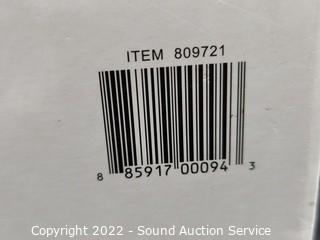 ITEM 809721
8 85917 00094 3
Copyright 2022 - Sound Auction Service